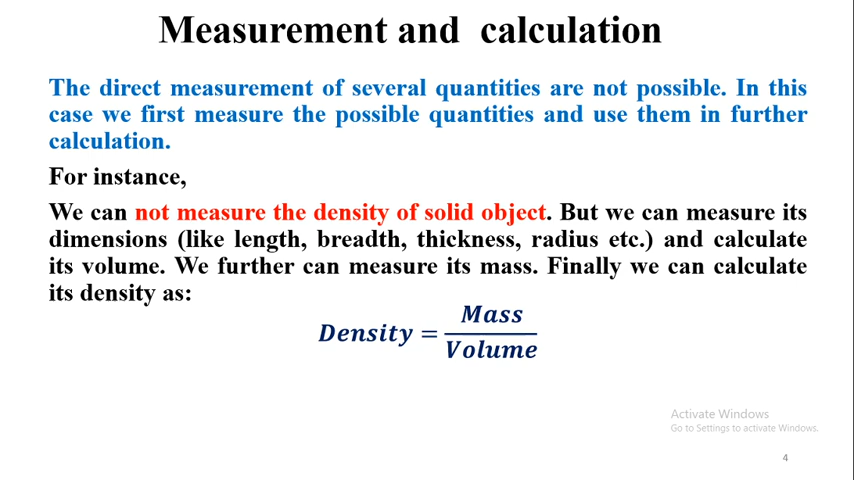 Measurement and calculation
The direct measurement of several quantities are not possible. In this
case we first measure the possible quantities and use them in further
calculation.
For instance,
We can not measure the density of solid object. But we can measure its
dimensions (like length, breadth, thickness, radius etc.) and calculate
its volume. We further can measure its mass. Finally we can calculate
its density as:
Density = Mass / Volume
Activate Windows
Go to Settings to activate Windows.
4